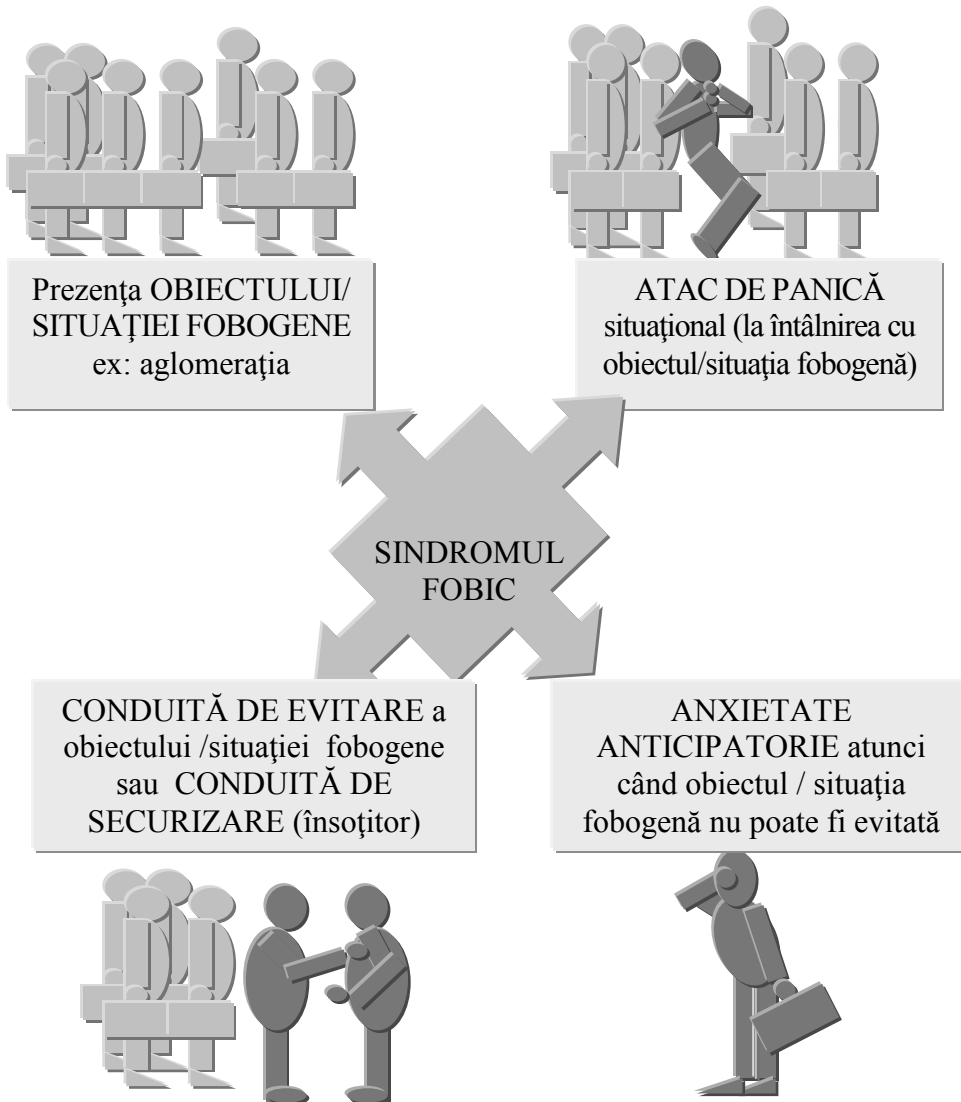 Prezenţa OBIECTULUI/
SITUAŢIEI FOBOGENE
ex: aglomeraţia
ATAC DE PANICĂ
situaţional (la întâlnirea cu
obiectul/situaţia fobogenă)
SINDROMUL
FOBIC
CONDUITĂ DE EVITARE a
obiectului /situaţiei fobogene
sau CONDUITĂ DE
SECURIZARE (însoţitor)
ANXIETATE
ANTICIPATORIE atunci
când obiectul / situaţia
fobogenă nu poate fi evitată